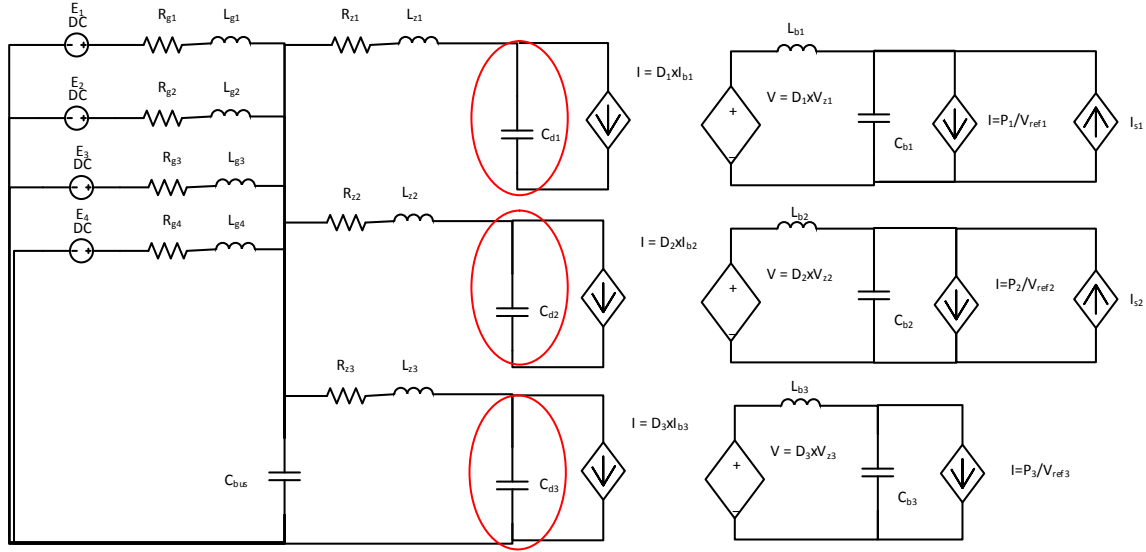 E1
DC
Rg1
Lg1
Rz1
Lz1
Cd1
I = D1xIb1
V = D1xVz1
Lb1
Cb1
I=P1/Vref1
Is1
E2
DC
Rg2
Lg2
E3
DC
Rg3
Lg3
E4
DC
Rg4
Lg4
Rz2
Lz2
Cd2
I = D2xIb2
V = D2xVz2
Lb2
Cb2
I=P2/Vref2
Is2
Rz3
Lz3
Cbus
Cd3
I = D3xIb3
V = D3xVz3
Lb3
Cb3
I=P3/Vref3